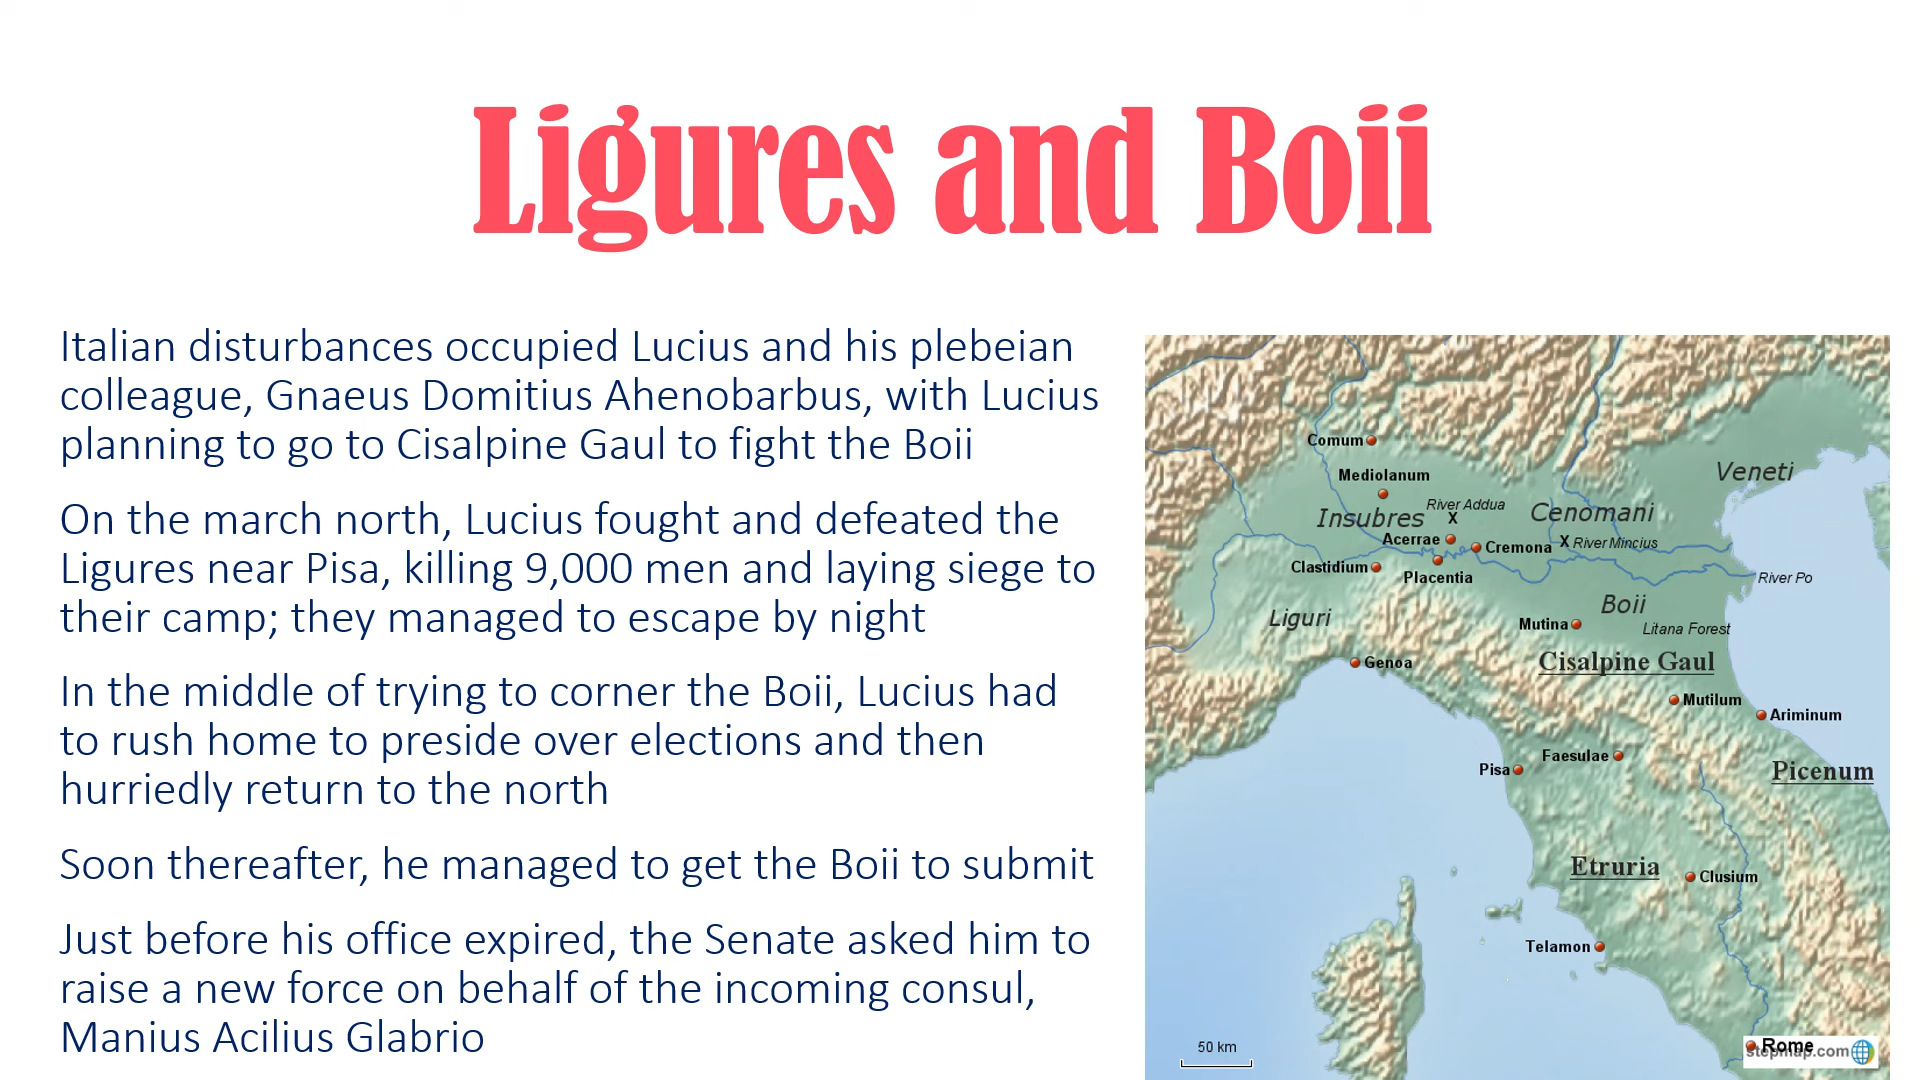 Ligures and Boii
Italian disturbances occupied Lucius and his plebeian
colleague, Gnaeus Domitius Ahenobarbus, with Lucius
planning to go to Cisalpine Gaul to fight the Boii
On the march north, Lucius fought and defeated the
Ligures near Pisa, killing 9,000 men and laying siege to
their camp; they managed to escape by night
In the middle of trying to corner the Boii, Lucius had
to rush home to preside over elections and then
hurriedly return to the north
Soon thereafter, he managed to get the Boii to submit
Just before his office expired, the Senate asked him to
raise a new force on behalf of the incoming consul,
Manius Acilius Glabrio
Comum
Mediolanum
Veneti
River Addua
Insubres
X
Cenomani
Acerrae
Cremona
X River Mincius
Clastidium
Placentia
River Po
Boii
Liguri
Mutina
Litana Forest
Cisalpine Gaul
Genoa
Mutilum
Ariminum
Faesulae
Pisa
Picenum
Etruria
Clusium
Telamon
50 km
Rome
stepmap.com